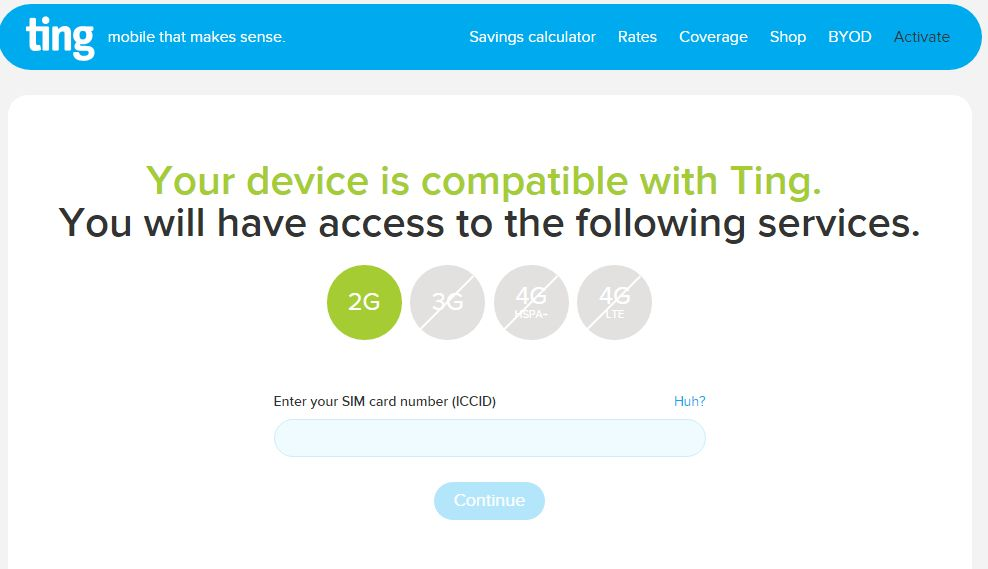 ting mobile that makes sense. Savings calculator Rates Coverage Shop BYOD Activate
Your device is compatible with Ting.
You will have access to the following services.
2G 3G 4G HSPA+ 4G LTE
Enter your SIM card number (ICCID) Huh?
Continue